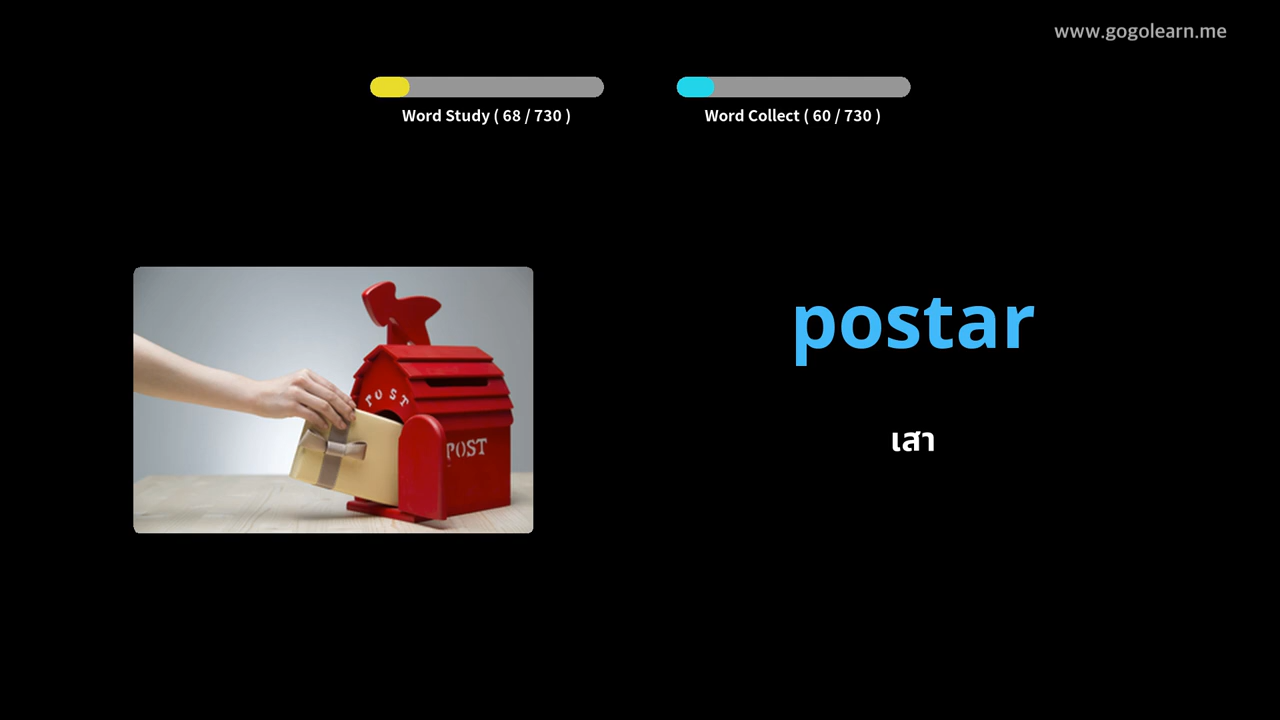 www.gogolearn.me
Word Study ( 68 / 730 )
Word Collect ( 60 / 730 )
POST
POST
postar
เสา